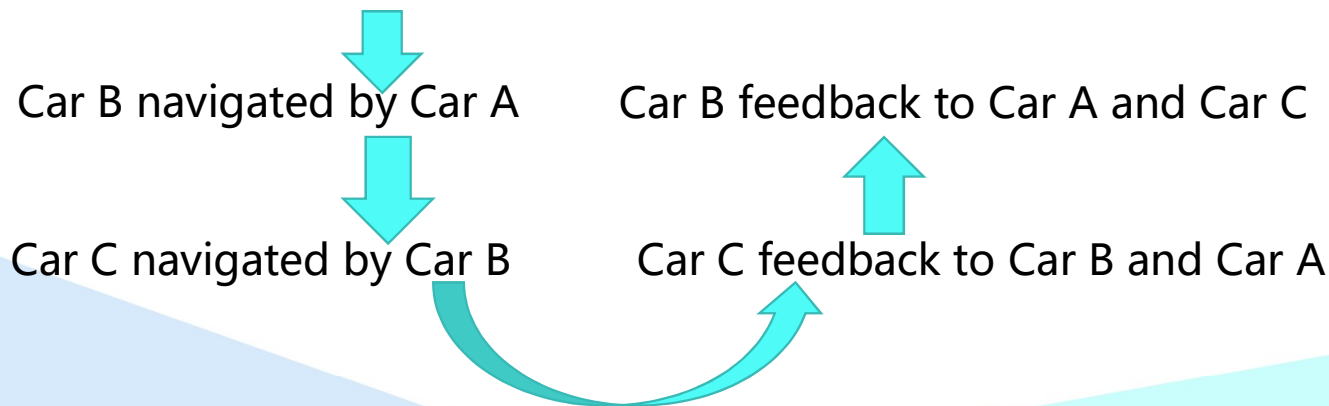 Car B navigated by Car A
Car B feedback to Car A and Car C
Car C navigated by Car B
Car C feedback to Car B and Car A